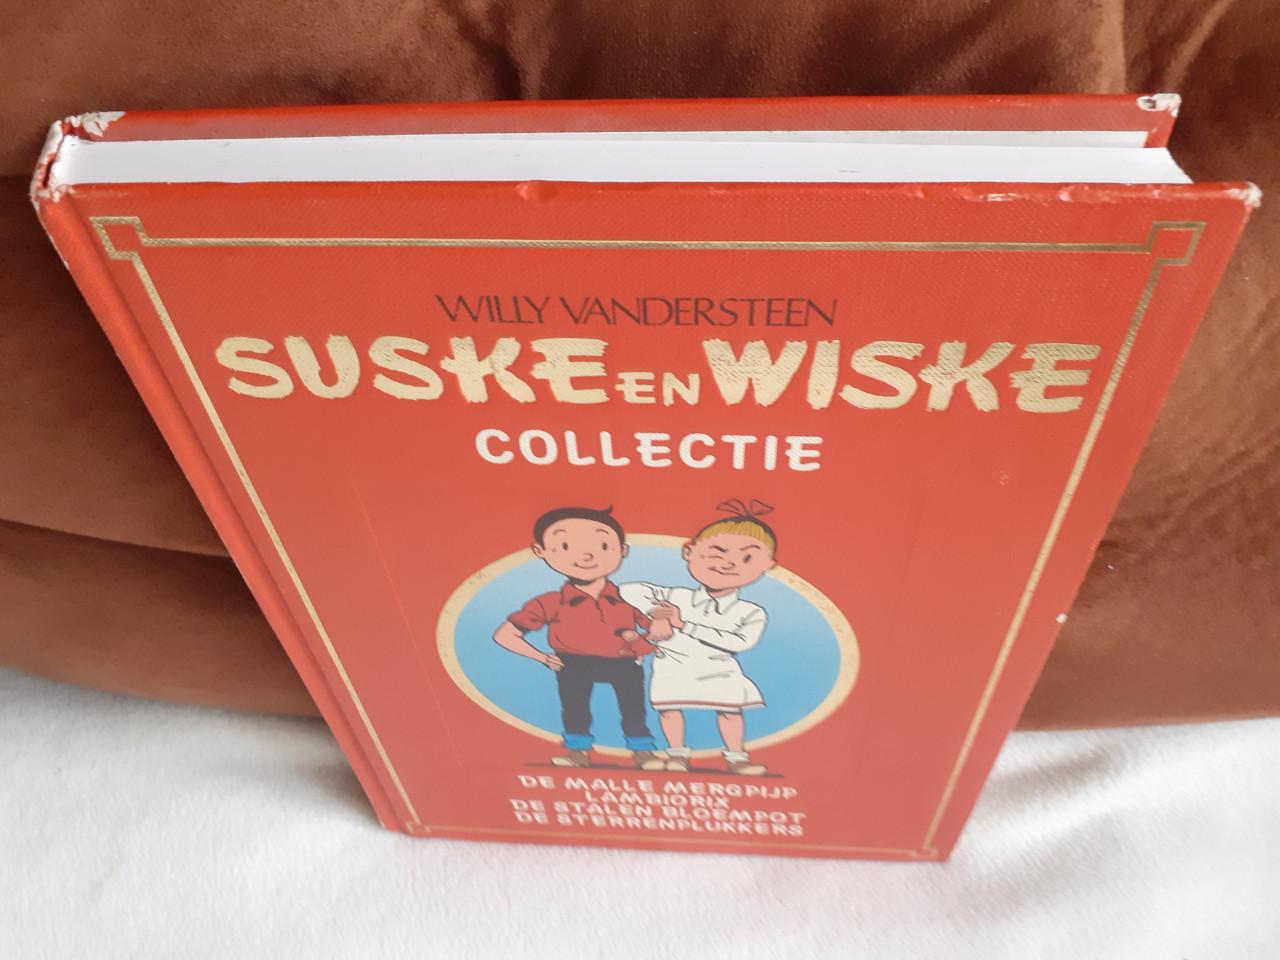 WILLY VANDERSTEEN
SUSKE EN WISKE
COLLECTIE
DE MALLE MERGPIJP
LAMBIORIX
DE STALEN BLOEMPOT
DE STERRENPLUKKERS